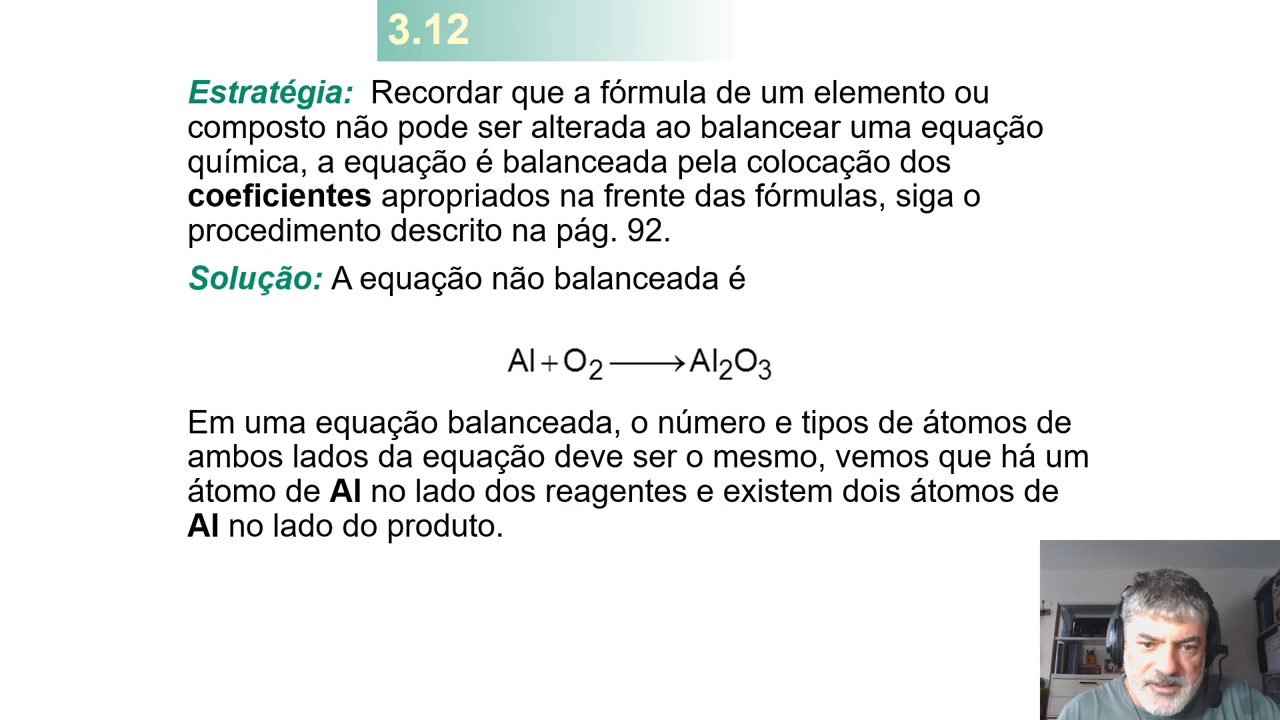 3.12
Estratégia: Recordar que a fórmula de um elemento ou
composto não pode ser alterada ao balancear uma equação
química, a equação é balanceada pela colocação dos
coeficientes apropriados na frente das fórmulas, siga o
procedimento descrito na pág. 92.
Solução: A equação não balanceada é
Al + O₂ ⟶ Al₂O₃
Em uma equação balanceada, o número e tipos de átomos de
ambos lados da equação deve ser o mesmo, vemos que há um
átomo de Al no lado dos reagentes e existem dois átomos de
Al no lado do produto.